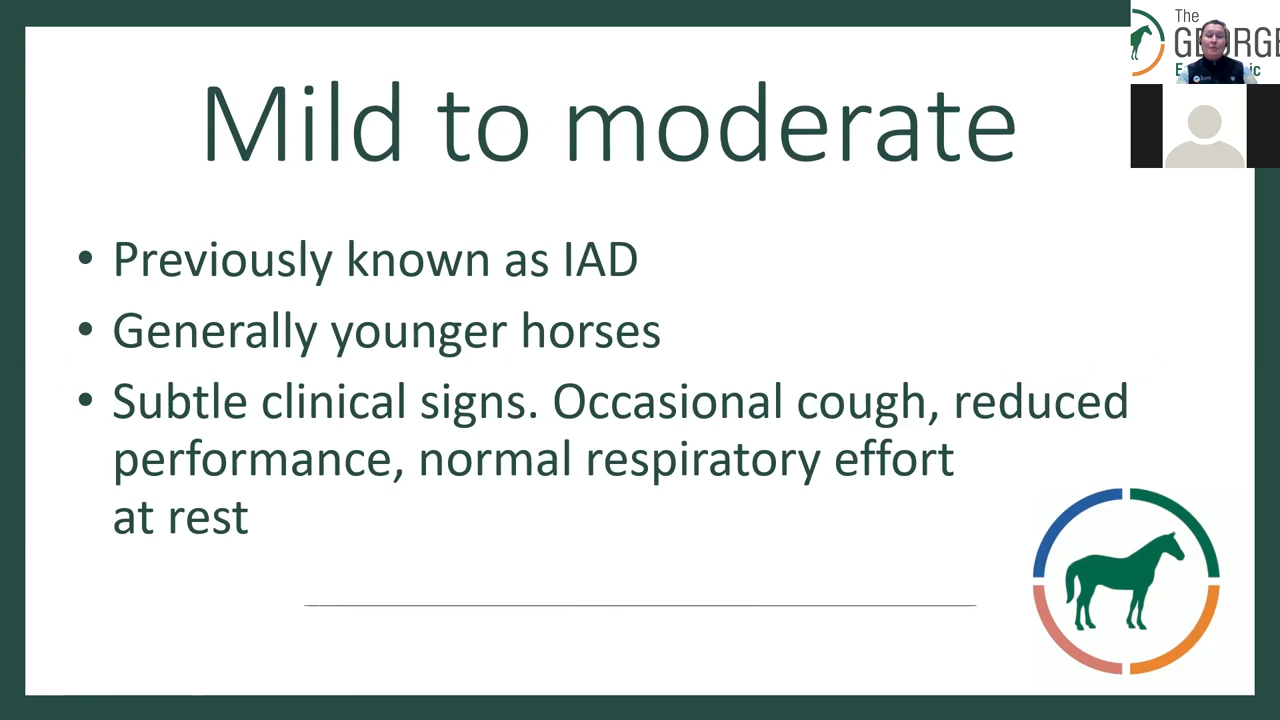 Mild to moderate
The
GEORGE
• Previously known as IAD
• Generally younger horses
• Subtle clinical signs. Occasional cough, reduced
performance, normal respiratory effort
at rest